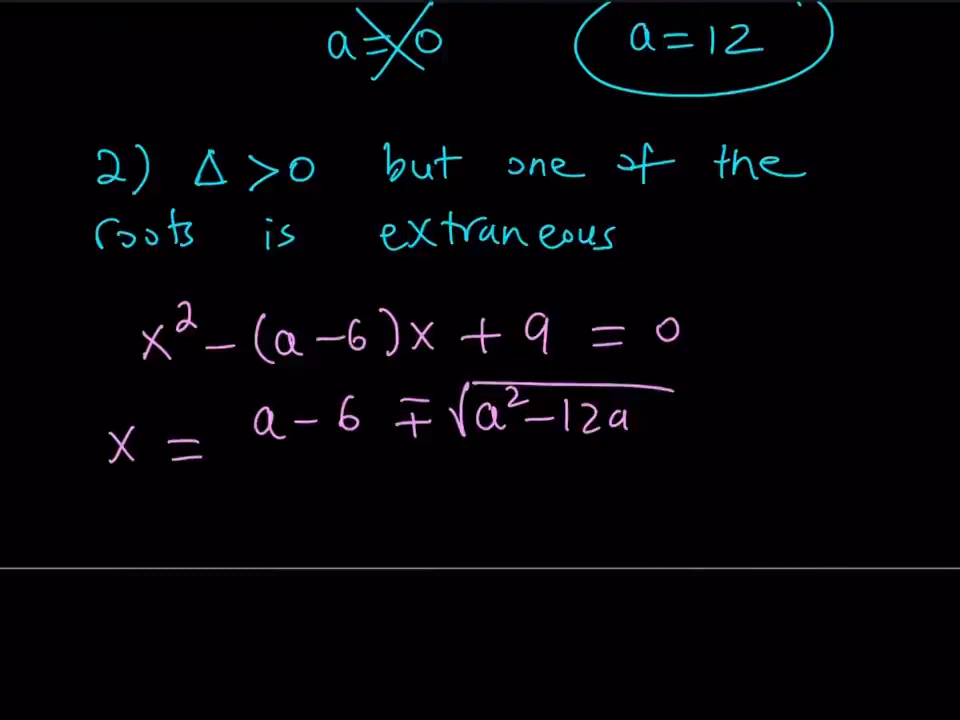 a = 0 a = 12
2) Δ > 0 but one of the
roots is extraneous
x² - (a - 6)x + 9 = 0
x = a - 6 ∓ √a² - 12a